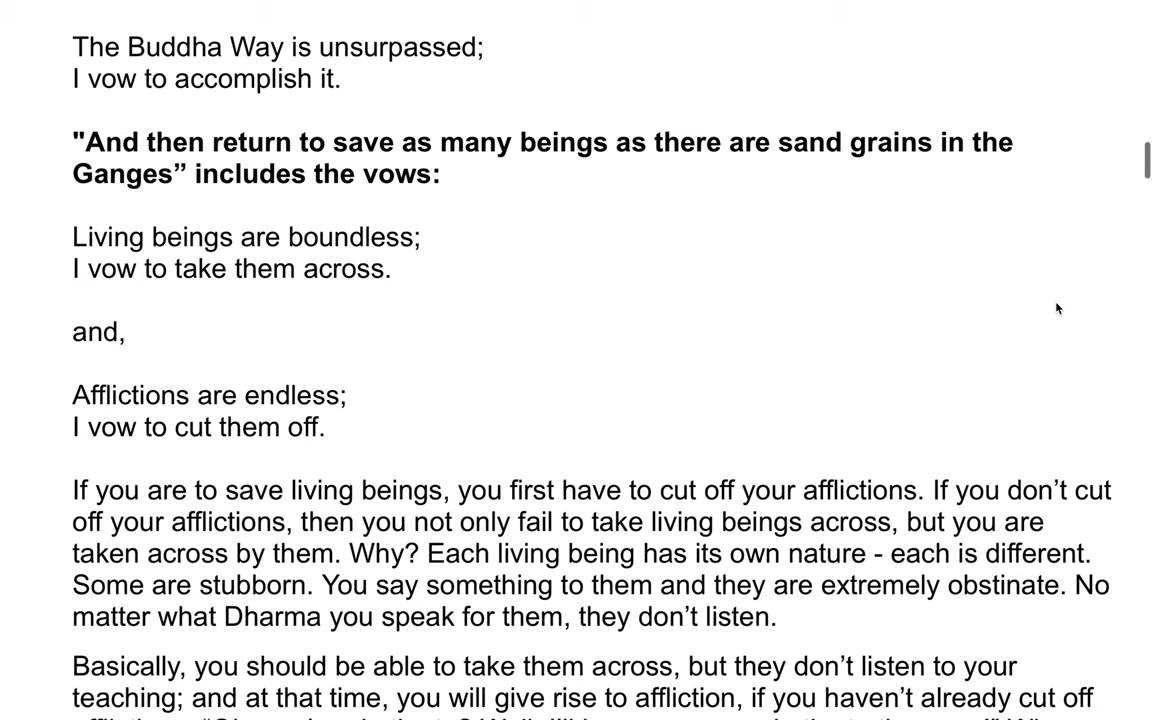 The Buddha Way is unsurpassed;
I vow to accomplish it.
"And then return to save as many beings as there are sand grains in the
Ganges” includes the vows:
Living beings are boundless;
I vow to take them across.
and,
Afflictions are endless;
I vow to cut them off.
If you are to save living beings, you first have to cut off your afflictions. If you don’t cut
off your afflictions, then you not only fail to take living beings across, but you are
taken across by them. Why? Each living being has its own nature - each is different.
Some are stubborn. You say something to them and they are extremely obstinate. No
matter what Dharma you speak for them, they don’t listen.
Basically, you should be able to take them across, but they don’t listen to your
teaching; and at that time, you will give rise to affliction, if you haven’t already cut off